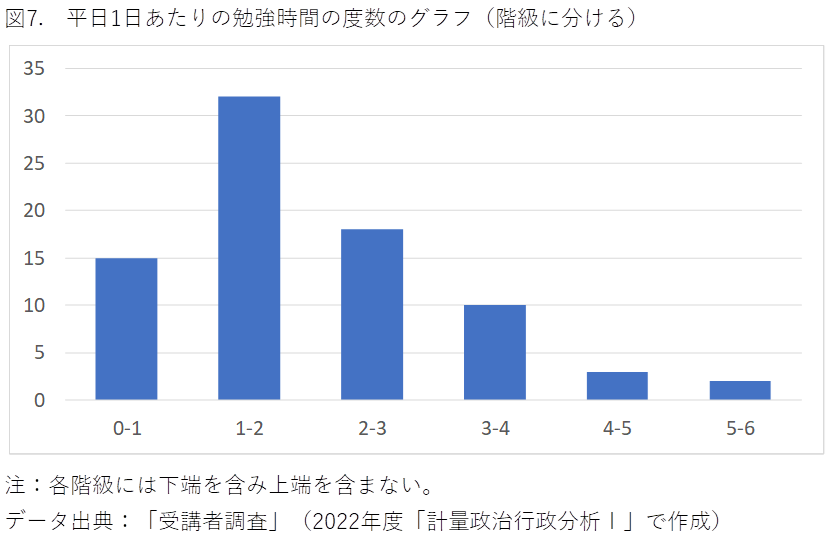 図7.　平日1日あたりの勉強時間の度数のグラフ（階級に分ける）
35
30
25
20
15
10
5
0
0-1 1-2 2-3 3-4 4-5 5-6
注：各階級には下端を含み上端を含まない。
データ出典：「受講者調査」（2022年度「計量政治行政分析Ⅰ」で作成）